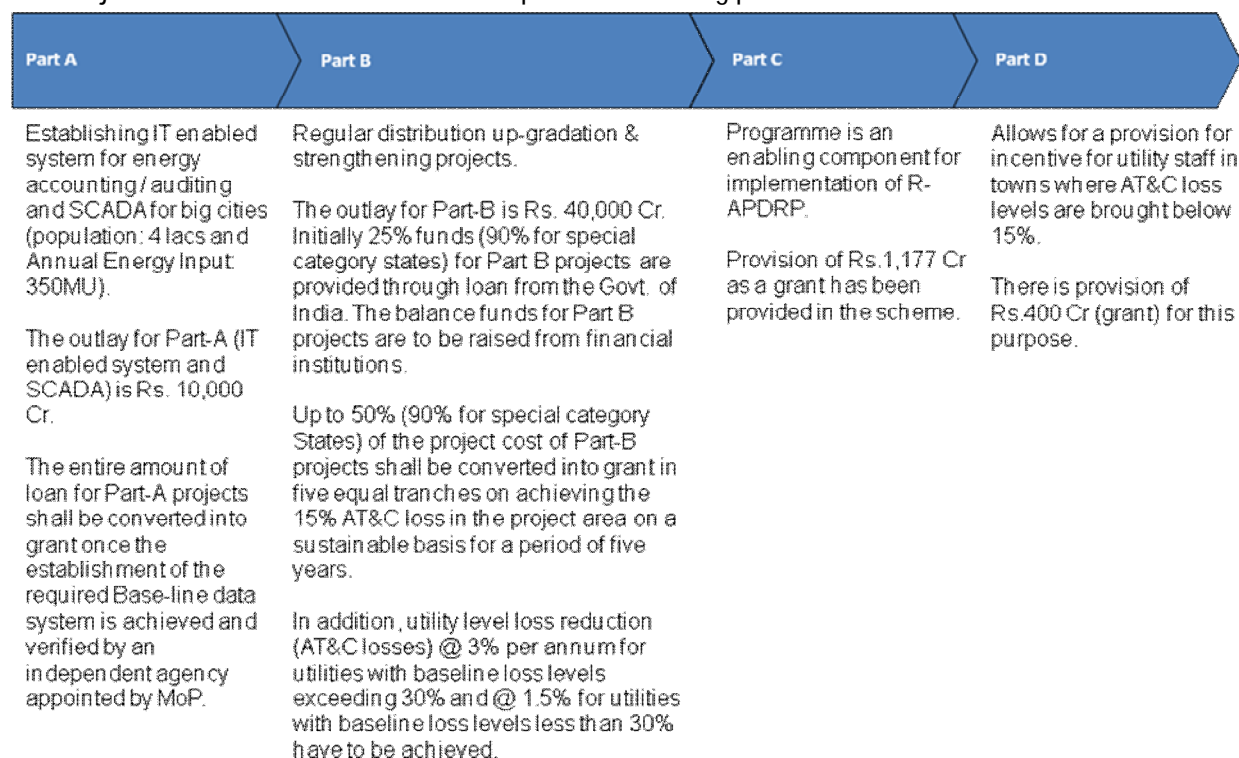 Part A
Establishing IT enabled
system for energy
accounting / auditing
and SCADA for big cities
(population: 4 lacs and
Annual Energy Input:
350MU).
The outlay for Part-A (IT
enabled system and
SCADA) is Rs. 10,000
Cr.
The entire amount of
loan for Part-A projects
shall be converted into
grant once the
establishment of the
required Base-line data
system is achieved and
verified by an
independent agency
appointed by MoP.
Part B
Regular distribution up-gradation &
strengthening projects.
The outlay for Part-B is Rs. 40,000 Cr.
Initially 25% funds (90% for special
category states) for Part B projects are
provided through loan from the Govt. of
India. The balance funds for Part B
projects are to be raised from financial
institutions.
Up to 50% (90% for special category
States) of the project cost of Part-B
projects shall be converted into grant in
five equal tranches on achieving the
15% AT&C loss in the project area on a
sustainable basis for a period of five
years.
In addition, utility level loss reduction
(AT&C losses) @ 3% per annum for
utilities with baseline loss levels
exceeding 30% and @ 1.5% for utilities
with baseline loss levels less than 30%
have to be achieved.
Part C
Programme is an
enabling component for
implementation of R-
APDRP.
Provision of Rs.1,177 Cr
as a grant has been
provided in the scheme.
Part D
Allows for a provision for
incentive for utility staff in
towns where AT&C loss
levels are brought below
15%.
There is provision of
Rs.400 Cr (grant) for this
purpose.